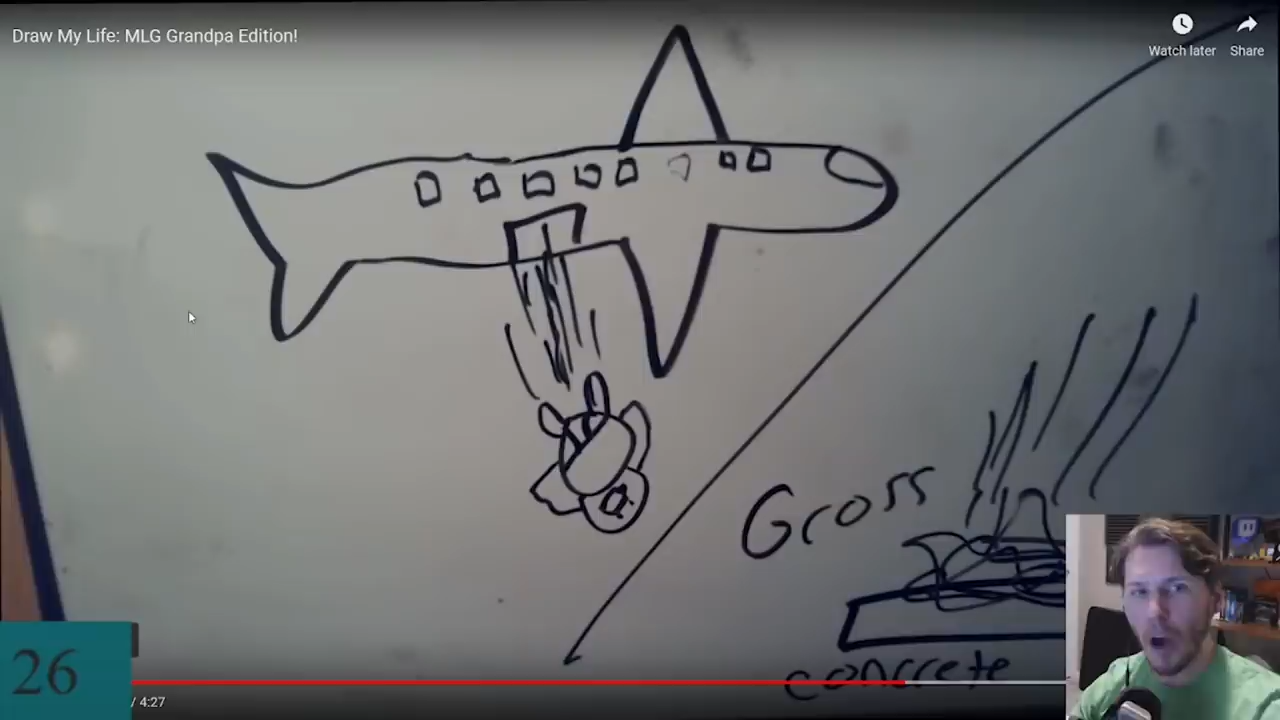 Draw My Life: MLG Grandpa Edition!
Watch later
Share
Gross
concrete
26
/ 4:27